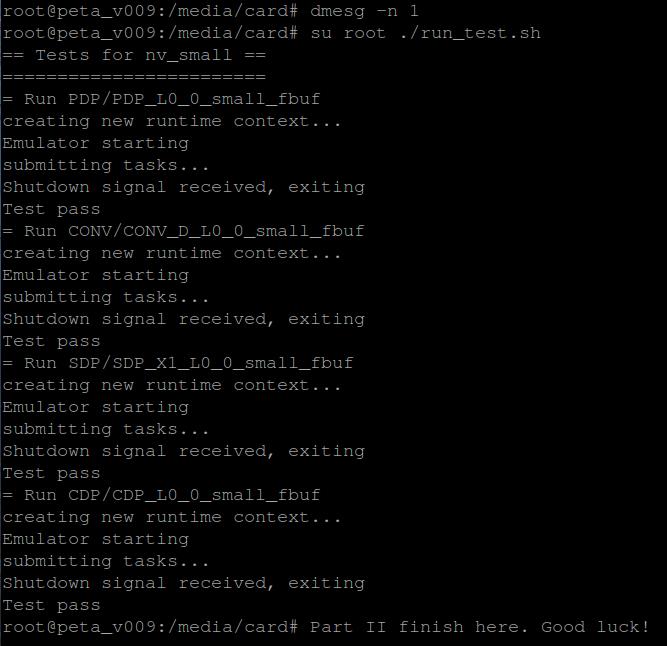 root@peta_v009:/media/card# dmesg -n 1
root@peta_v009:/media/card# su root ./run_test.sh
== Tests for nv_small ==
========================
= Run PDP/PDP_L0_0_small_fbuf
creating new runtime context...
Emulator starting
submitting tasks...
Shutdown signal received, exiting
Test pass
= Run CONV/CONV_D_L0_0_small_fbuf
creating new runtime context...
Emulator starting
submitting tasks...
Shutdown signal received, exiting
Test pass
= Run SDP/SDP_X1_L0_0_small_fbuf
creating new runtime context...
Emulator starting
submitting tasks...
Shutdown signal received, exiting
Test pass
= Run CDP/CDP_L0_0_small_fbuf
creating new runtime context...
Emulator starting
submitting tasks...
Shutdown signal received, exiting
Test pass
root@peta_v009:/media/card# Part II finish here. Good luck!